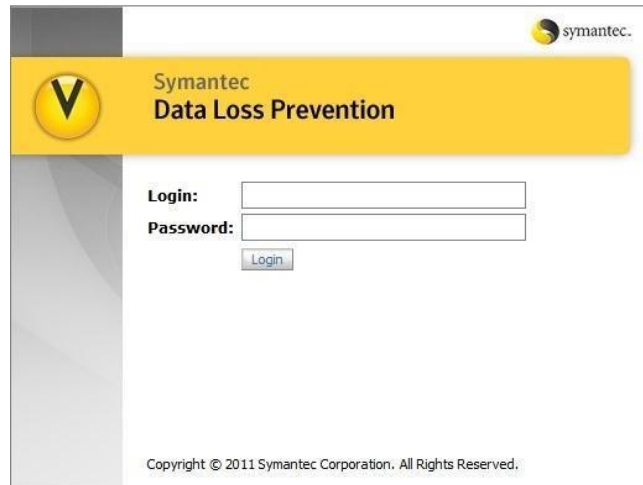 symantec.
Symantec
Data Loss Prevention
Login:
Password:
Login
Copyright © 2011 Symantec Corporation. All Rights Reserved.